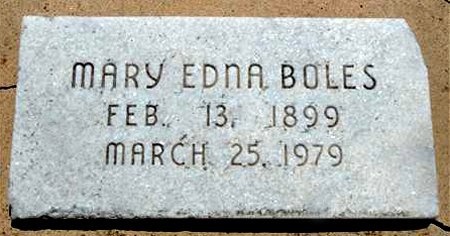 MARY EDNA BOLES
FEB. 13, 1899
MARCH 25, 1979